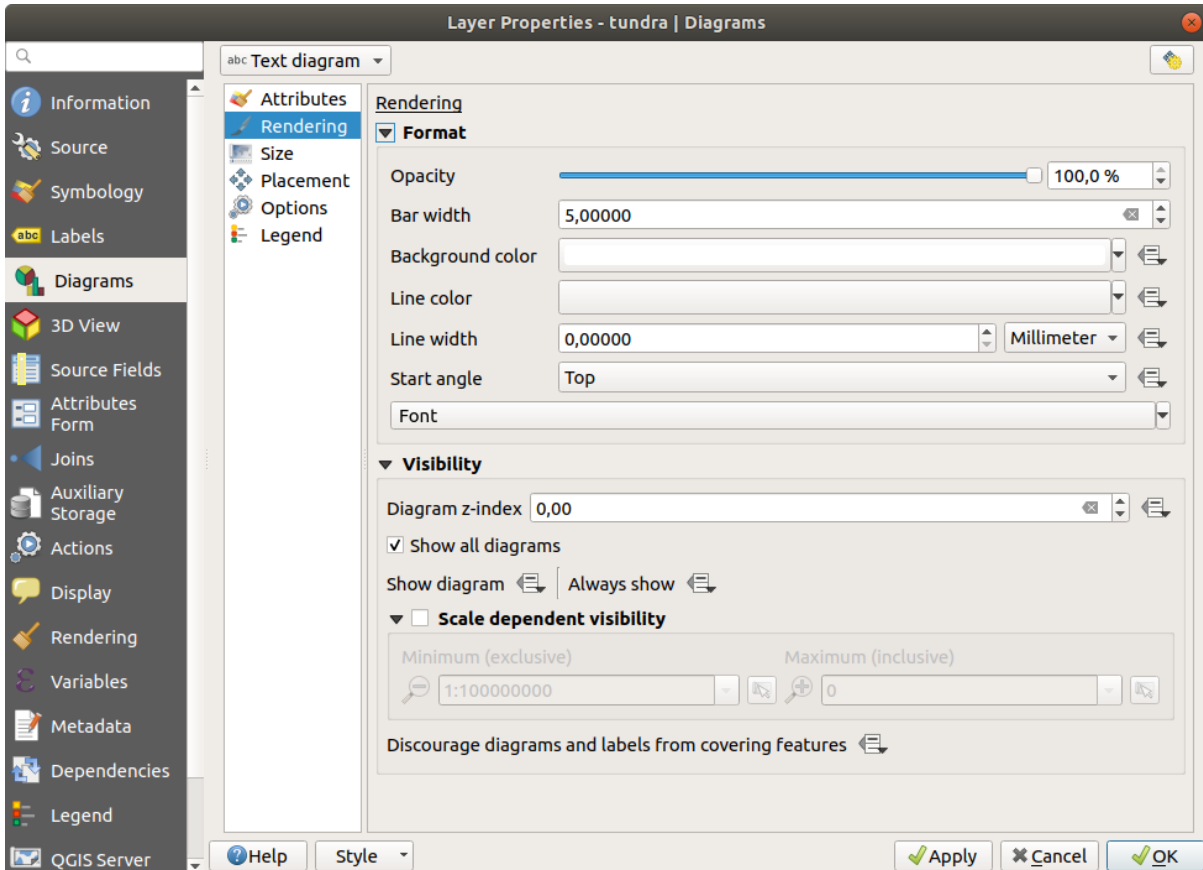 Layer Properties - tundra | Diagrams
Information
Source
Symbology
abc Labels
Diagrams
3D View
Source Fields
Attributes
Form
Joins
Auxiliary
Storage
Actions
Display
Rendering
Variables
Metadata
Dependencies
Legend
QGIS Server
abc Text diagram
Attributes
Rendering
Size
Placement
Options
Legend
Rendering
Format
Opacity 100,0 %
Bar width 5,00000
Background color
Line color
Line width 0,00000 Millimeter
Start angle Top
Font
Visibility
Diagram z-index 0,00
Show all diagrams
Show diagram Always show
Scale dependent visibility
Minimum (exclusive) Maximum (inclusive)
1:100000000 0
Discourage diagrams and labels from covering features
Help Style Apply Cancel OK